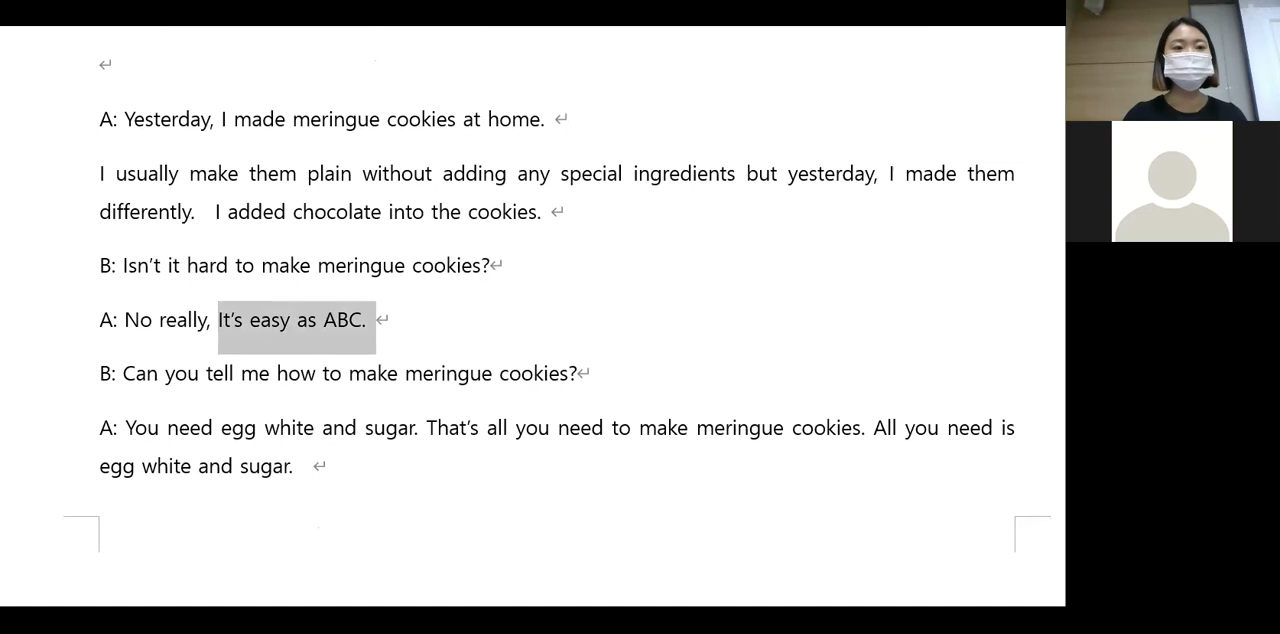 A: Yesterday, I made meringue cookies at home.
I usually make them plain without adding any special ingredients but yesterday, I made them
differently. I added chocolate into the cookies.
B: Isn't it hard to make meringue cookies?
A: No really, It's easy as ABC.
B: Can you tell me how to make meringue cookies?
A: You need egg white and sugar. That's all you need to make meringue cookies. All you need is
egg white and sugar.